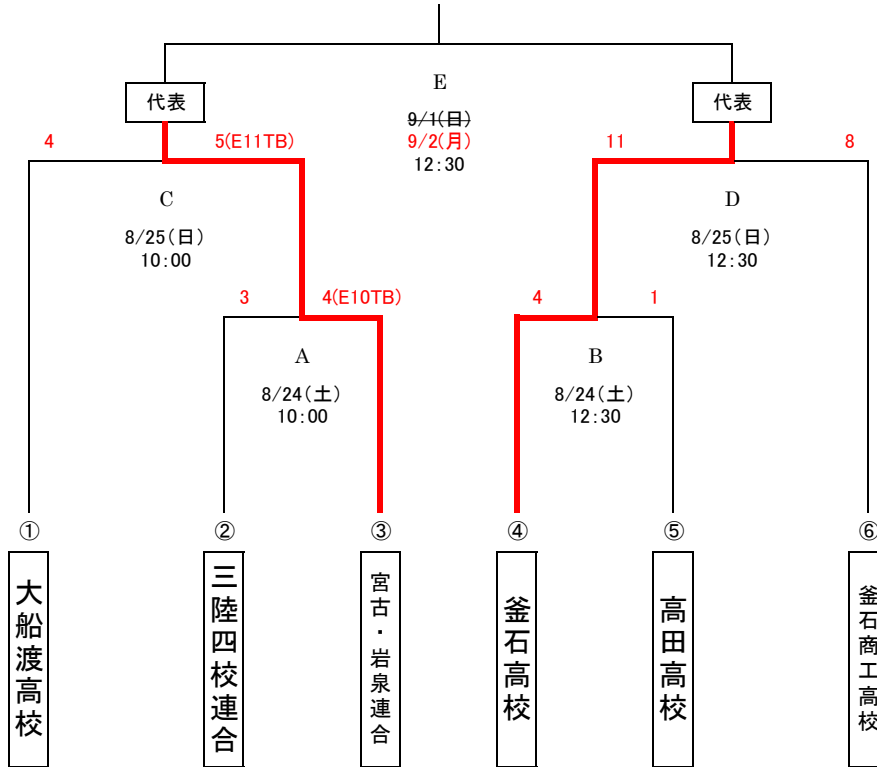 E
9/1(日)
9/2(月)
12:30
代表
代表
4
5(E11TB)
11
8
C
8/25(日)
10:00
D
8/25(日)
12:30
3
4(E10TB)
4
1
A
8/24(土)
10:00
B
8/24(土)
12:30
①
②
③
④
⑤
⑥
大船渡高校
三陸四校連合
宮古・岩泉連合
釜石高校
高田高校
釜石商工高校